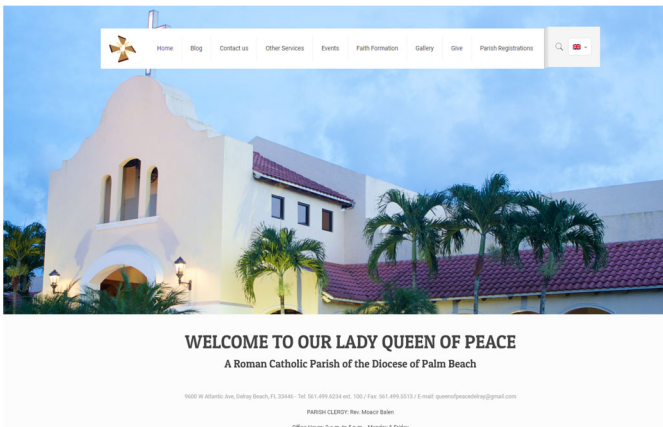 Home Blog Contact us Other Services Events Faith Formation Gallery Give Parish Registrations
WELCOME TO OUR LADY QUEEN OF PEACE
A Roman Catholic Parish of the Diocese of Palm Beach
9600 W Atlantic Ave, Delray Beach, FL 33446 - Tel: 561.499.6234 ext. 100 / Fax: 561.499.5513 / E-mail: queenofpeacedelray@gmail.com
PARISH CLERGY: Rev. Moacir Balen